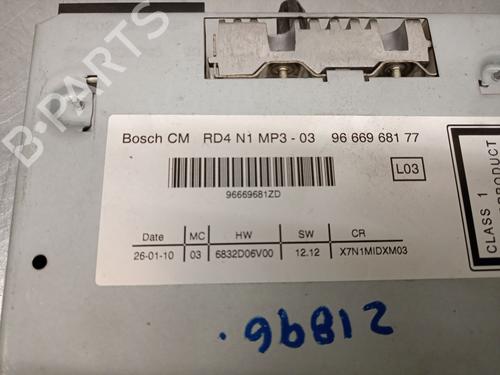 B-PARTS
Bosch CM RD4 N1 MP3 - 03 96 669 681 77
L03
96669681ZD
Date MC HW SW CR
26-01-10 03 6832D06V00 12.12 X7N1MIDXM03
CLASS 1
PRODUCT
21896.